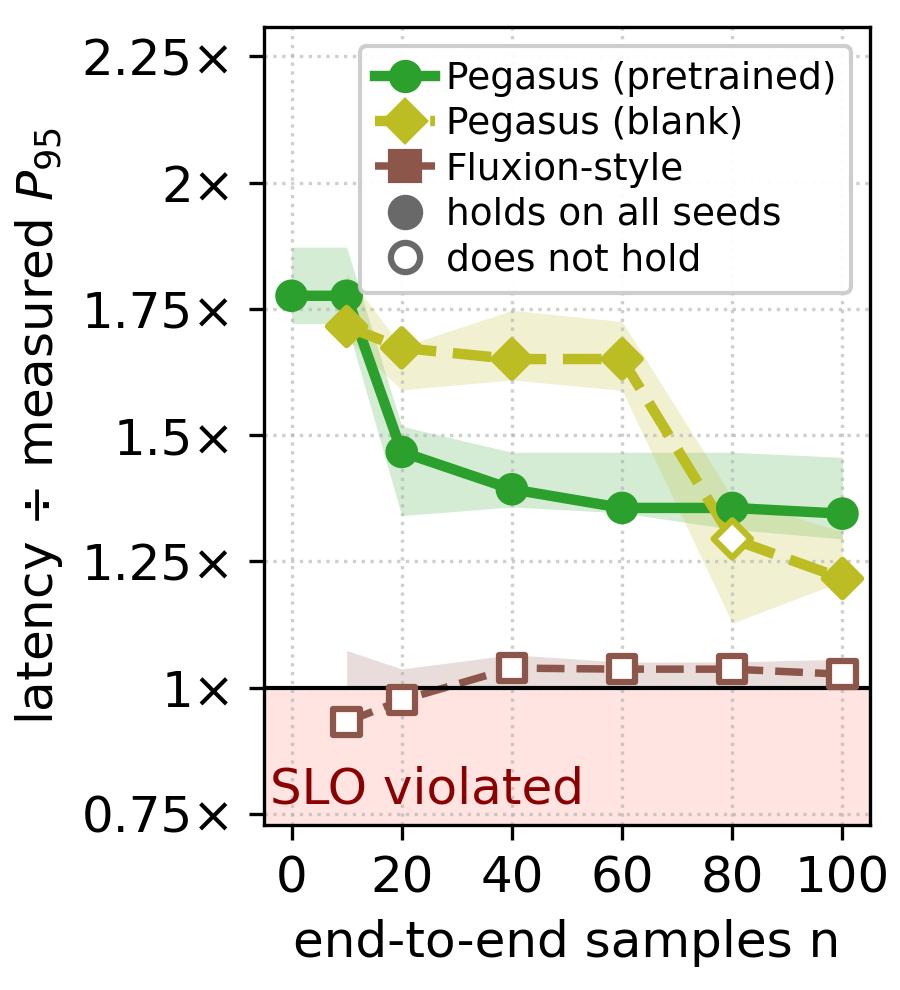 2.25×
2×
1.75×
1.5×
1.25×
1×
0.75×
latency ÷ measured P95
Pegasus (pretrained)
Pegasus (blank)
Fluxion-style
holds on all seeds
does not hold
SLO violated
0 20 40 60 80 100
end-to-end samples n